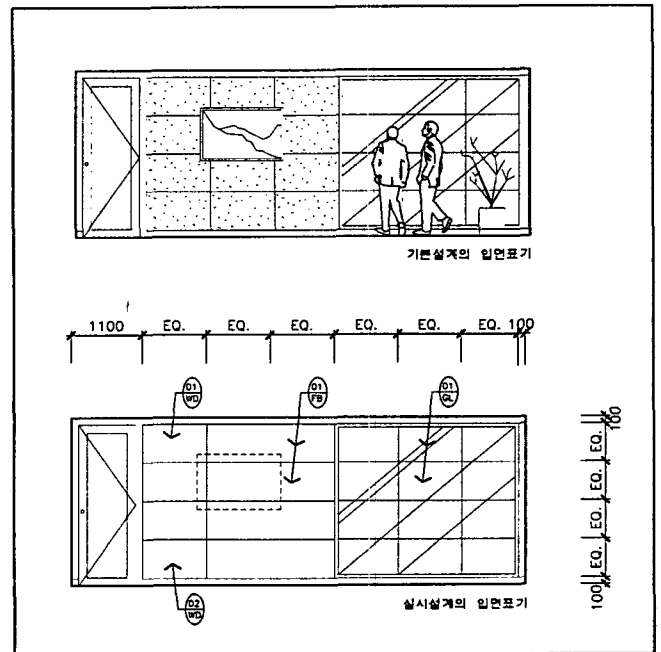 기본설계의 입면표기
1100 EQ. EQ. EQ. EQ. EQ. EQ. 100
01 WD
01 FB
01 GL
100
EQ.
EQ.
EQ.
EQ.
100
02 WD
실시설계의 입면표기